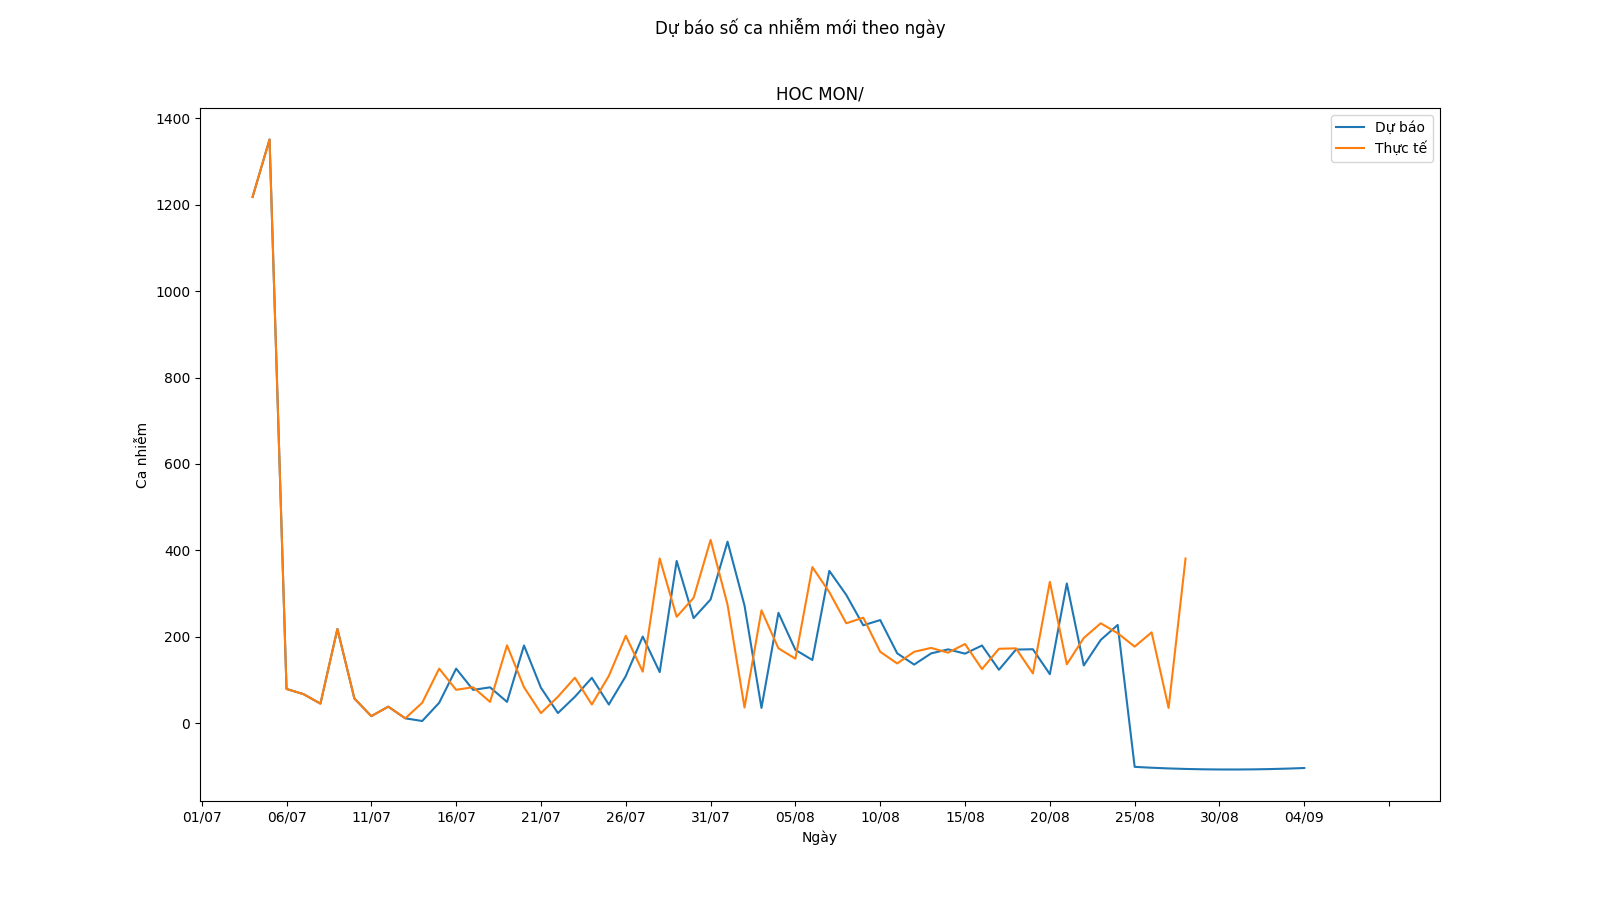 Dự báo số ca nhiễm mới theo ngày
HOC MON/
Dự báo
Thực tế
1400
1200
1000
800
600
400
200
0
Ca nhiễm
01/07 06/07 11/07 16/07 21/07 26/07 31/07 05/08 10/08 15/08 20/08 25/08 30/08 04/09
Ngày